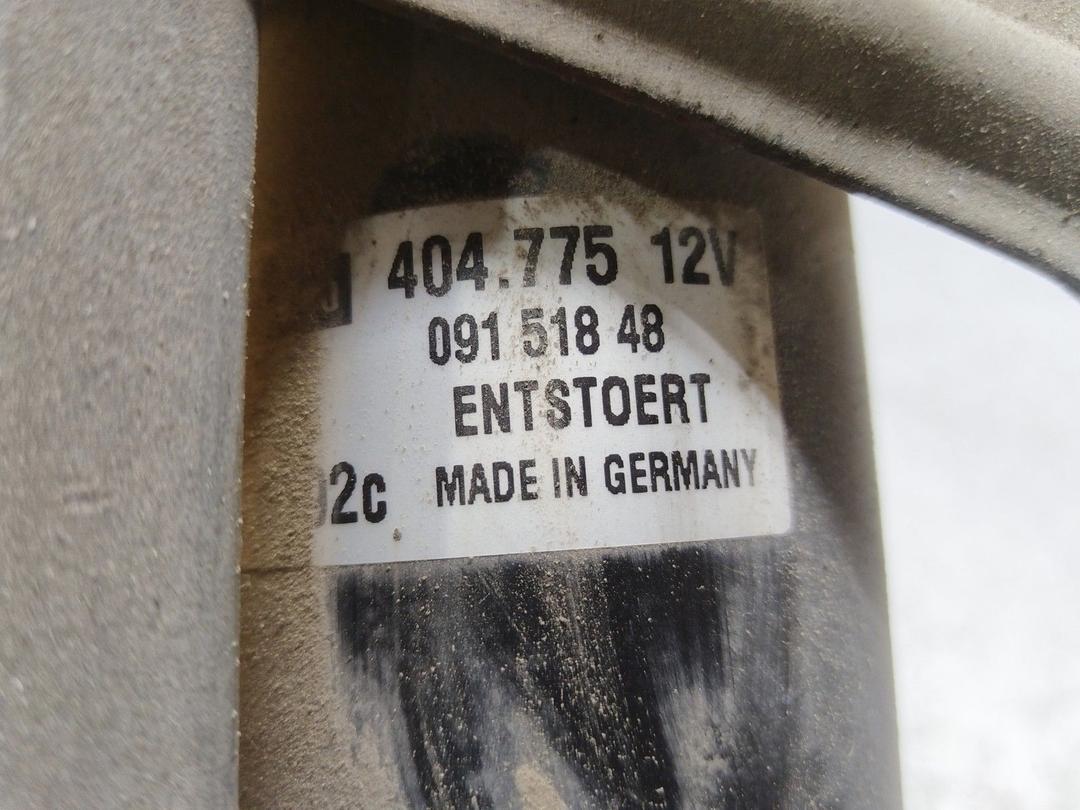 404.775 12V
091 518 48
ENTSTOERT
2c MADE IN GERMANY